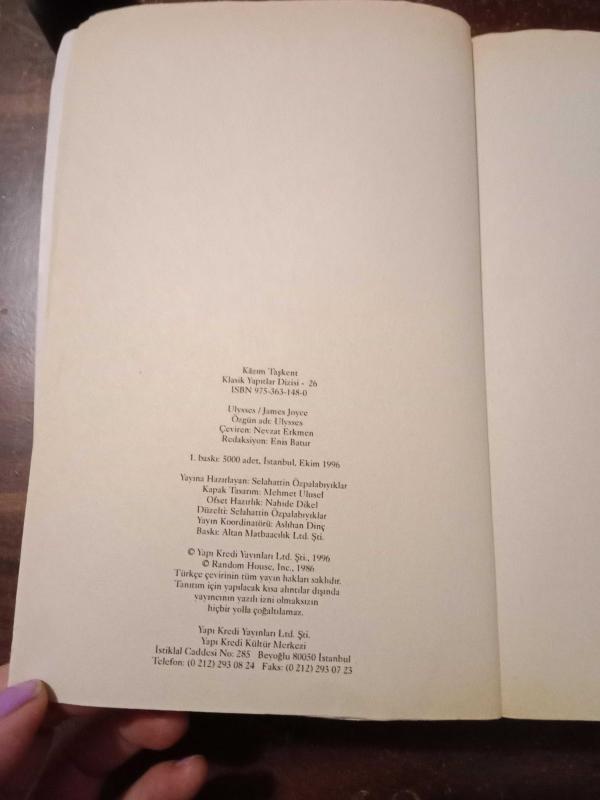 Kâzım Taşkent
Klasik Yapıtlar Dizisi - 26
ISBN 975-363-148-0
Ulysses / James Joyce
Özgün adı: Ulysses
Çeviren: Nevzat Erkmen
Redaksiyon: Enis Batur
1. baskı: 5000 adet, İstanbul, Ekim 1996
Yayına Hazırlayan: Selahattin Özpalabıyıklar
Kapak Tasarım: Mehmet Ulusel
Ofset Hazırlık: Nahide Dikel
Düzelti: Selahattin Özpalabıyıklar
Yayın Koordinatörü: Aslıhan Dinç
Baskı: Altan Matbaacılık Ltd. Şti.
© Yapı Kredi Yayınları Ltd. Şti., 1996
© Random House, Inc., 1986
Türkçe çevirinin tüm yayın hakları saklıdır.
Tanıtım için yapılacak kısa alıntılar dışında
yayıncının yazılı izni olmaksızın
hiçbir yolla çoğaltılamaz.
Yapı Kredi Yayınları Ltd. Şti.
Yapı Kredi Kültür Merkezi
İstiklal Caddesi No: 285 Beyoğlu 80050 İstanbul
Telefon: (0 212) 293 08 24 Faks: (0 212) 293 07 23